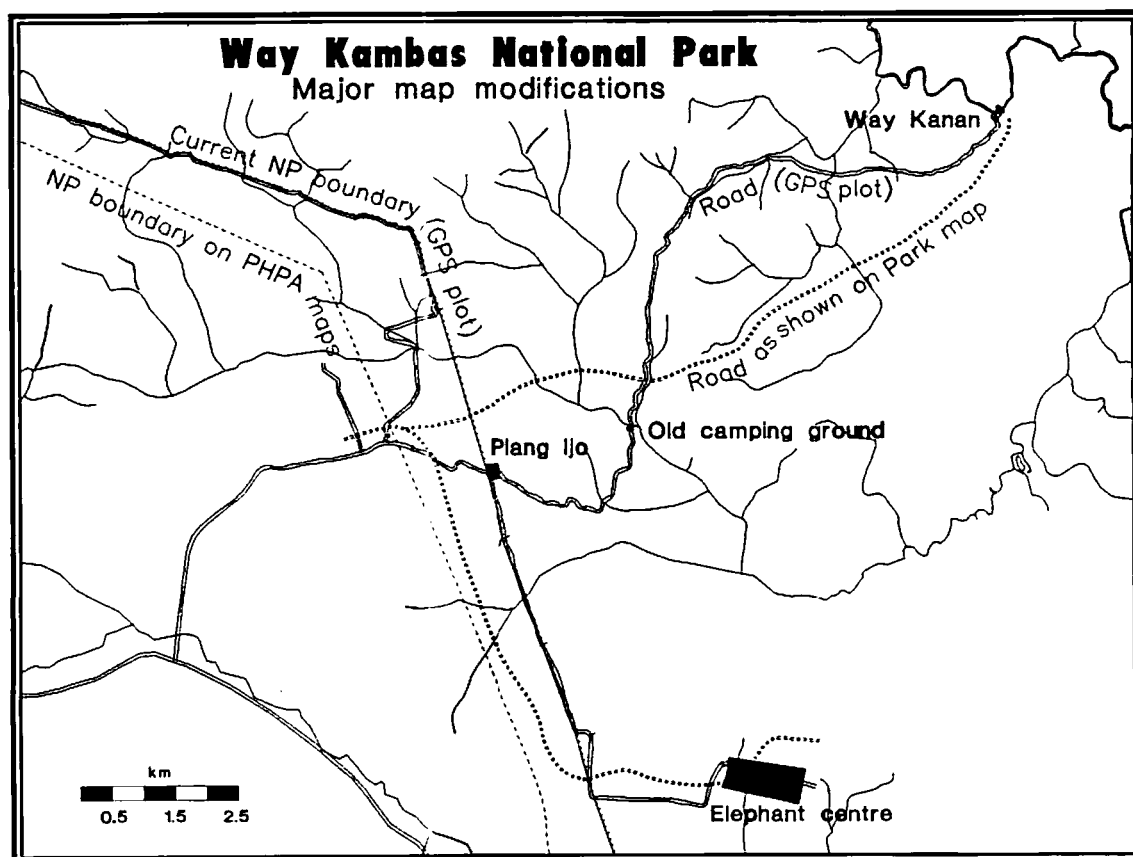 Way Kambas National Park
Major map modifications
Way Kanan
Current NP boundary (GPS plot)
Road (GPS plot)
NP boundary on PHPA maps
Road as shown on Park map
Old camping ground
Plang Ijo
km
0.5 1.5 2.5
Elephant centre